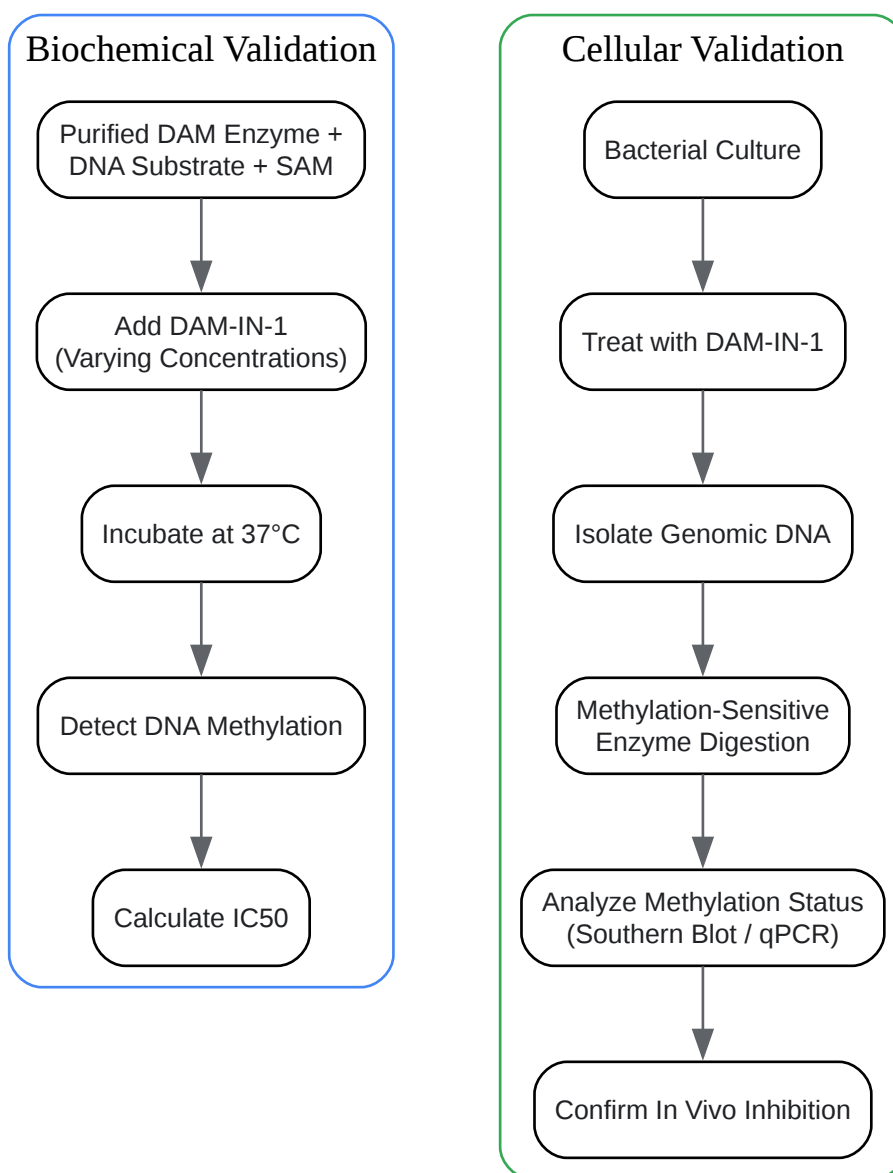 Biochemical Validation
Purified DAM Enzyme +
DNA Substrate + SAM
Add DAM-IN-1
(Varying Concentrations)
Incubate at 37°C
Detect DNA Methylation
Calculate IC50
Cellular Validation
Bacterial Culture
Treat with DAM-IN-1
Isolate Genomic DNA
Methylation-Sensitive
Enzyme Digestion
Analyze Methylation Status
(Southern Blot / qPCR)
Confirm In Vivo Inhibition